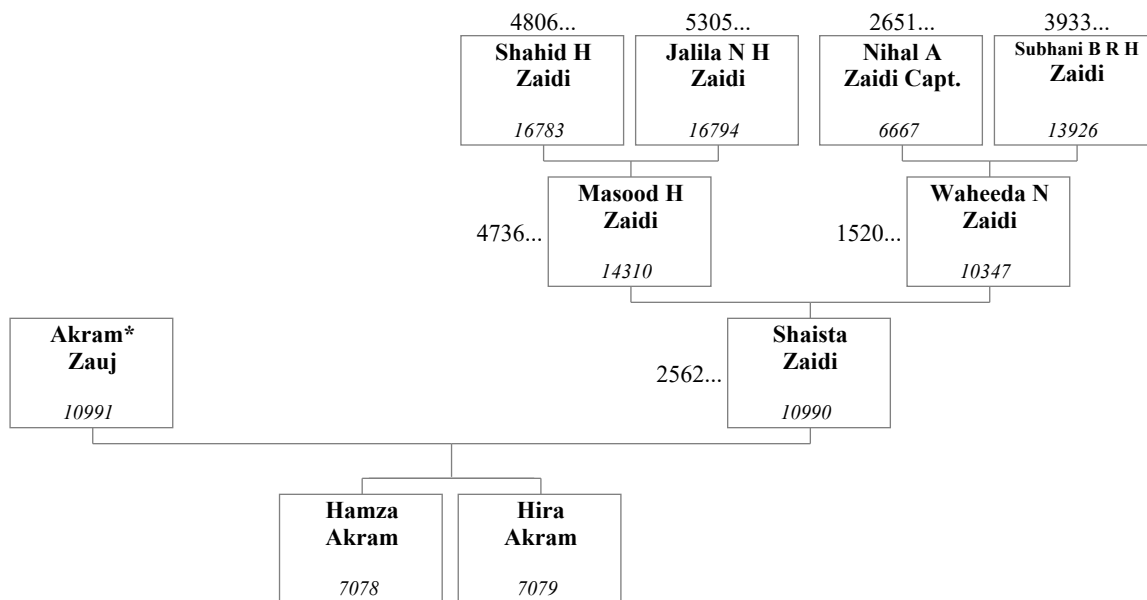 4806...
5305...
2651...
3933...
Shahid H
Zaidi
16783
Jalila N H
Zaidi
16794
Nihal A
Zaidi Capt.
6667
Subhani B R H
Zaidi
13926
4736...
Masood H
Zaidi
14310
1520...
Waheeda N
Zaidi
10347
Akram*
Zauj
10991
2562...
Shaista
Zaidi
10990
Hamza
Akram
7078
Hira
Akram
7079